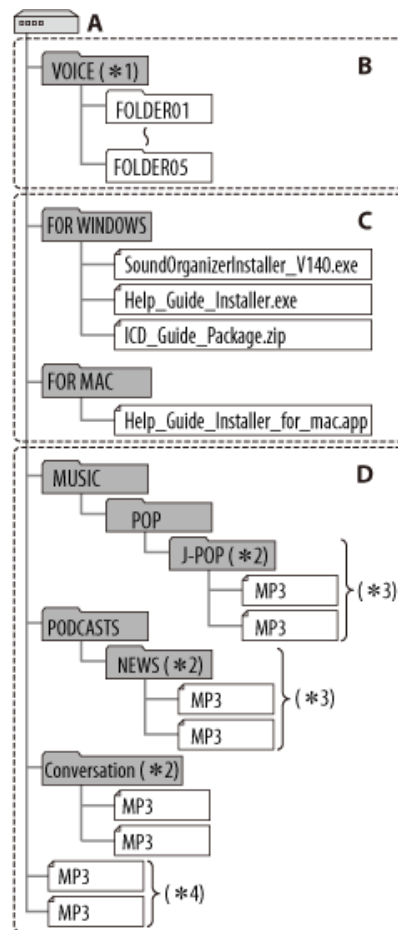 A
VOICE (*1)
B
FOLDER01
FOLDER05
FOR WINDOWS
C
SoundOrganizerInstaller_V140.exe
Help_Guide_Installer.exe
ICD_Guide_Package.zip
FOR MAC
Help_Guide_Installer_for_mac.app
MUSIC
D
POP
J-POP (*2)
MP3
(*3)
MP3
PODCASTS
NEWS (*2)
MP3
(*3)
MP3
Conversation (*2)
MP3
MP3
MP3
(*4)
MP3